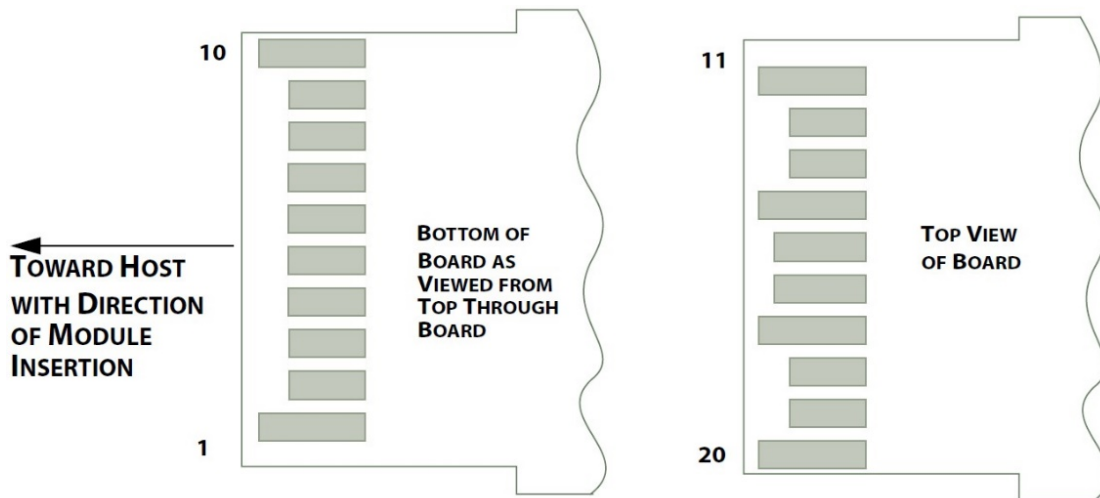 10
TOWARD HOST
WITH DIRECTION
OF MODULE
INSERTION
1
BOTTOM OF
BOARD AS
VIEWED FROM
TOP THROUGH
BOARD
11
TOP VIEW
OF BOARD
20